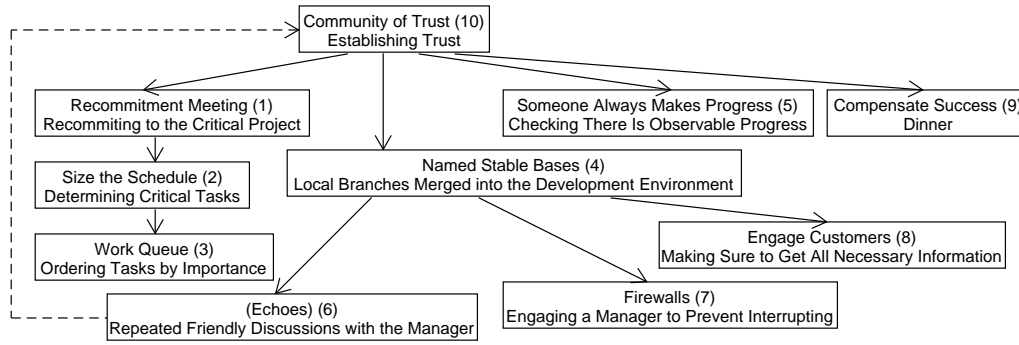 Community of Trust (10)
Establishing Trust
Recommitment Meeting (1)
Recommiting to the Critical Project
Someone Always Makes Progress (5)
Checking There Is Observable Progress
Compensate Success (9)
Dinner
Named Stable Bases (4)
Local Branches Merged into the Development Environment
Size the Schedule (2)
Determining Critical Tasks
Work Queue (3)
Ordering Tasks by Importance
Engage Customers (8)
Making Sure to Get All Necessary Information
(Echoes) (6)
Repeated Friendly Discussions with the Manager
Firewalls (7)
Engaging a Manager to Prevent Interrupting